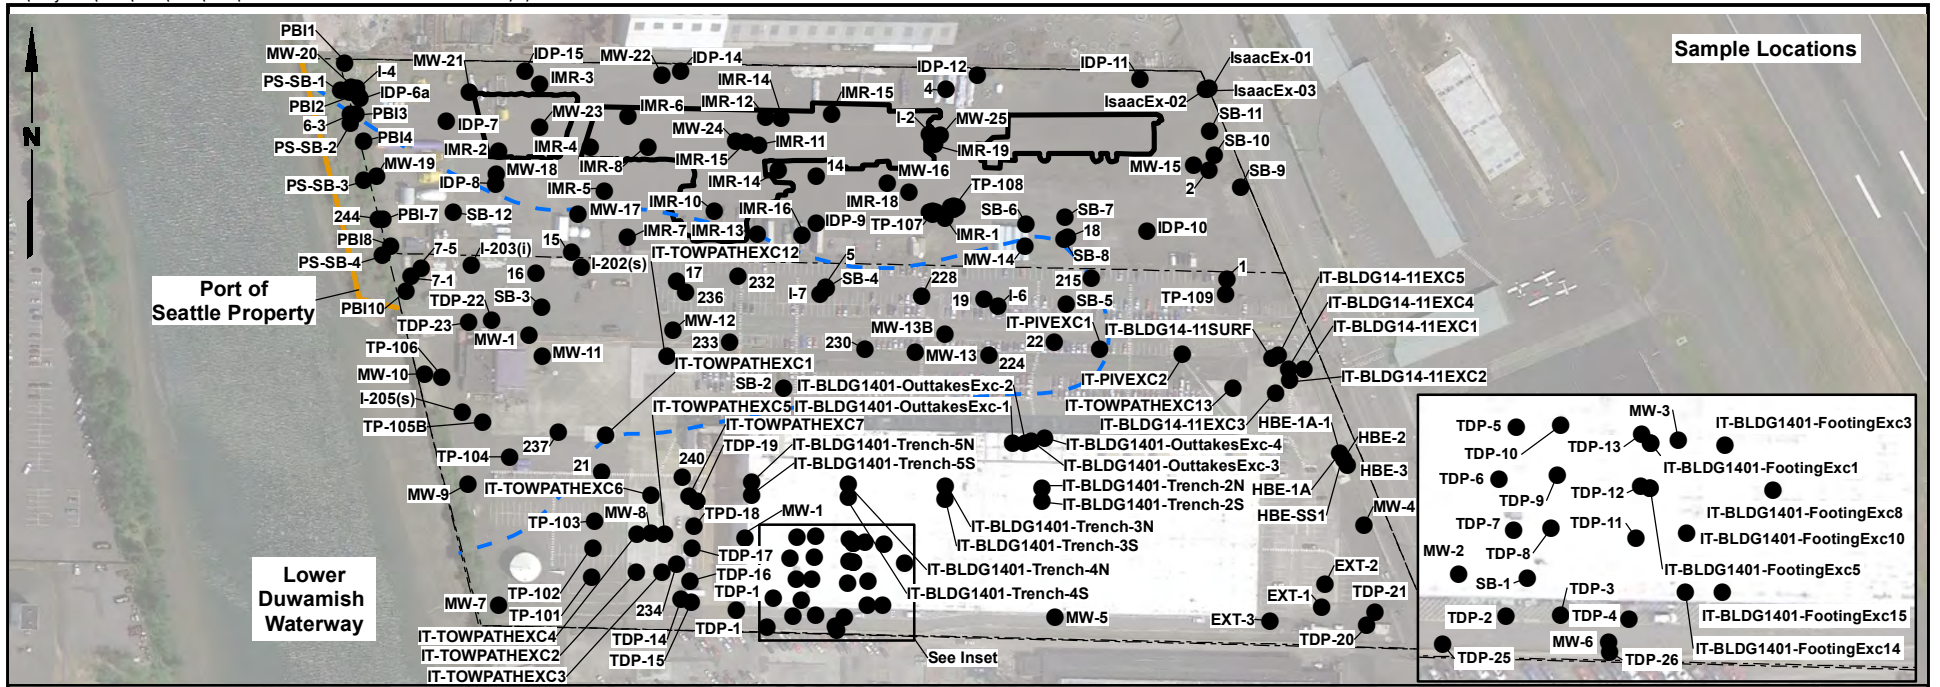 Sample Locations
N
PBI1
MW-20
PS-SB-1
PBI2
6-3
PS-SB-2
I-4
IDP-6a
PBI3
PBI4
MW-19
PS-SB-3
244
PBI-7
PBI8
PS-SB-4
7-5
7-1
PBI10
Port of
Seattle Property
MW-21
IDP-15
IMR-3
MW-22
IDP-14
IMR-14
IMR-12
IMR-15
IMR-6
IDP-12
4
IDP-11
IsaacEx-01
IsaacEx-02
IsaacEx-03
SB-11
SB-10
MW-15
2
SB-9
IDP-7
MW-23
IMR-2
IMR-4
IMR-8
MW-24
IMR-15
IMR-11
I-2
MW-25
IMR-19
MW-18
IDP-8
IMR-5
IMR-14
14
MW-16
IMR-18
TP-108
TP-107
IMR-1
SB-12
MW-17
IMR-10
IMR-7
IMR-13
IMR-16
IDP-9
SB-6
SB-7
18
SB-8
MW-14
IDP-10
I-203(i)
15
I-202(s)
16
IT-TOWPATHEXC12
17
236
232
5
SB-4
I-7
228
19
I-6
215
SB-5
1
TP-109
TDP-22
SB-3
TDP-23
MW-1
MW-11
MW-12
233
230
MW-13B
MW-13
224
22
IT-PIVEXC1
IT-PIVEXC2
IT-BLDG14-11SURF
IT-BLDG14-11EXC5
IT-BLDG14-11EXC4
IT-BLDG14-11EXC1
IT-BLDG14-11EXC2
IT-BLDG14-11EXC3
IT-TOWPATHEXC13
TP-106
MW-10
I-205(s)
TP-105B
TP-104
237
MW-9
21
IT-TOWPATHEXC1
SB-2
IT-BLDG1401-OuttakesExc-2
IT-TOWPATHEXC5
IT-BLDG1401-OuttakesExc-1
IT-TOWPATHEXC7
TDP-19
IT-BLDG1401-Trench-5N
IT-BLDG1401-Trench-5S
IT-BLDG1401-OuttakesExc-4
IT-BLDG1401-OuttakesExc-3
IT-BLDG1401-Trench-2N
IT-BLDG1401-Trench-2S
IT-BLDG1401-Trench-3N
IT-BLDG1401-Trench-3S
IT-BLDG1401-Trench-4N
IT-BLDG1401-Trench-4S
240
IT-TOWPATHEXC6
MW-8
TP-103
TPD-18
MW-1
TDP-17
TDP-16
TDP-1
TP-102
TP-101
MW-7
234
IT-TOWPATHEXC4
IT-TOWPATHEXC2
IT-TOWPATHEXC3
TDP-14
TDP-15
TDP-1
See Inset
MW-5
HBE-1A-1
HBE-2
HBE-3
HBE-1A
HBE-SS1
MW-4
EXT-2
EXT-1
EXT-3
TDP-21
TDP-20
Lower
Duwamish
Waterway
TDP-5
TDP-10
MW-3
TDP-13
IT-BLDG1401-FootingExc3
IT-BLDG1401-FootingExc1
TDP-6
TDP-9
TDP-12
IT-BLDG1401-FootingExc8
TDP-7
TDP-8
TDP-11
IT-BLDG1401-FootingExc10
MW-2
SB-1
IT-BLDG1401-FootingExc5
TDP-3
TDP-2
TDP-4
IT-BLDG1401-FootingExc15
MW-6
IT-BLDG1401-FootingExc14
TDP-25
TDP-26